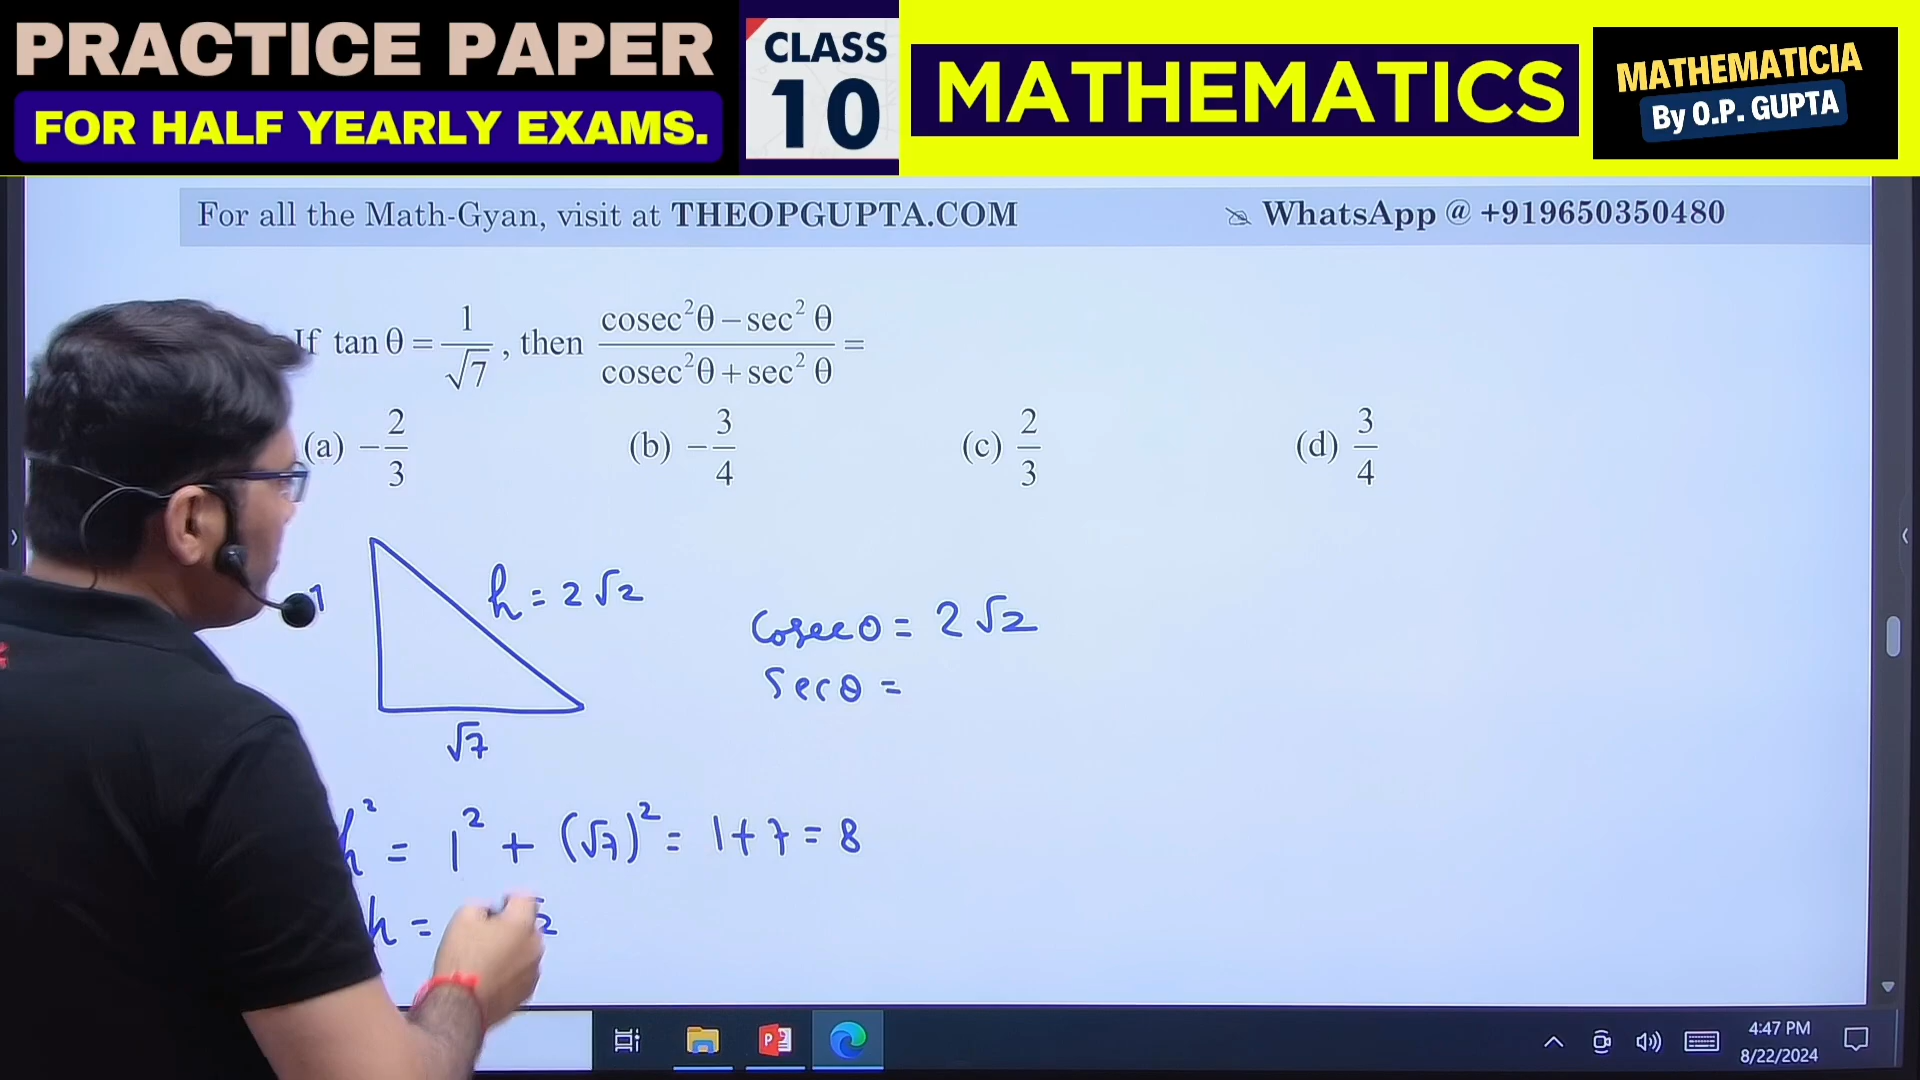 PRACTICE PAPER
FOR HALF YEARLY EXAMS.
CLASS
10
MATHEMATICS
MATHEMATICIA
By O.P. GUPTA
For all the Math-Gyan, visit at THEOPGUPTA.COM
WhatsApp @ +919650350480
If tan θ = 1/√7, then (cosec²θ – sec² θ)/(cosec²θ + sec² θ) =
(a) –2/3 (b) –3/4 (c) 2/3 (d) 3/4
1
h = 2√2
√7
cosec θ = 2√2
sec θ =
h² = 1² + (√7)² = 1 + 7 = 8
h =
4:47 PM
8/22/2024